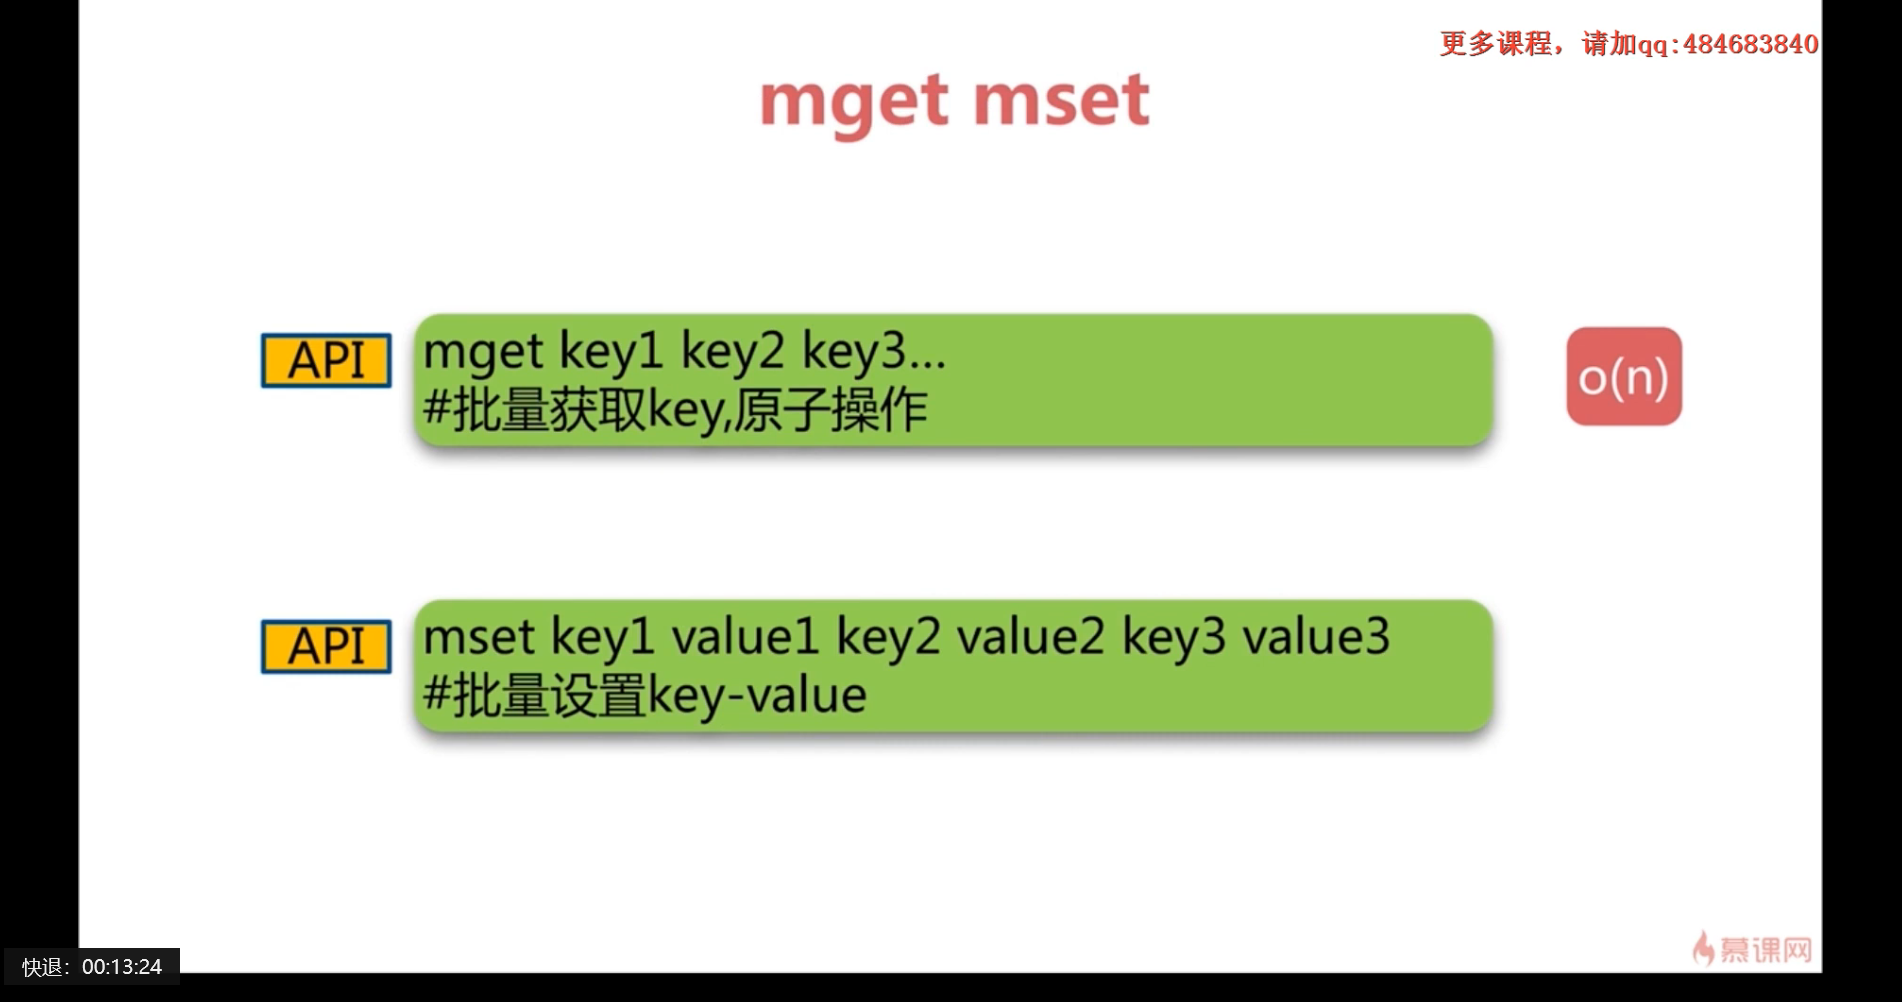 更多课程，请加qq:484683840
mget mset
API
mget key1 key2 key3...
#批量获取key,原子操作
o(n)
API
mset key1 value1 key2 value2 key3 value3
#批量设置key-value
慕课网
快退：00:13:24